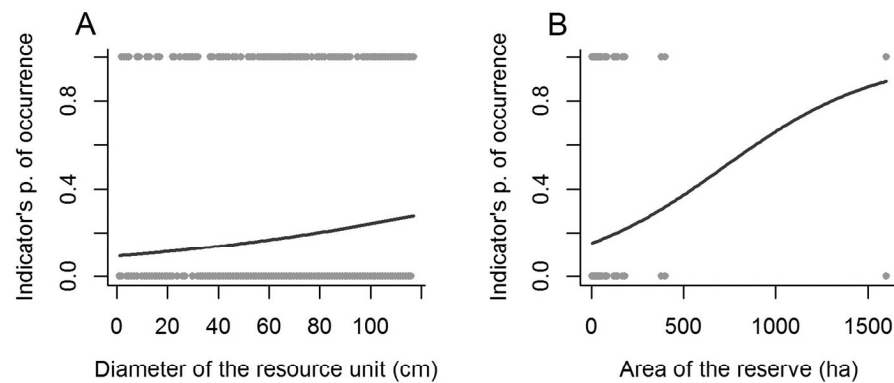 A
Indicator's p. of occurrence
0.8
0.4
0.0
0 20 40 60 80 100
Diameter of the resource unit (cm)
B
Indicator's p. of occurrence
0.8
0.4
0.0
0 500 1000 1500
Area of the reserve (ha)